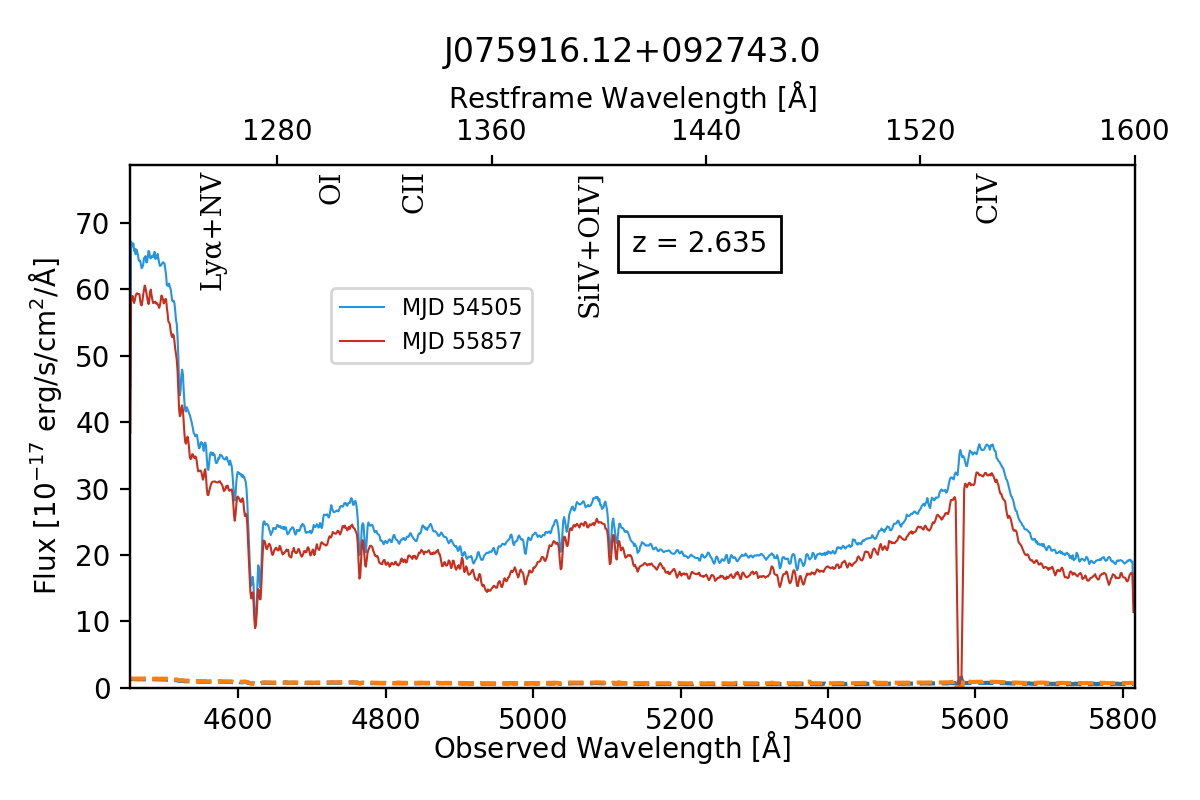 J075916.12+092743.0
Restframe Wavelength [Å]
1280 1360 1440 1520 1600
Lyα+NV
OI
CII
SiIV+OIV]
CIV
z = 2.635
MJD 54505
MJD 55857
Flux [10⁻¹⁷ erg/s/cm²/Å]
70
60
50
40
30
20
10
0
4600 4800 5000 5200 5400 5600 5800
Observed Wavelength [Å]